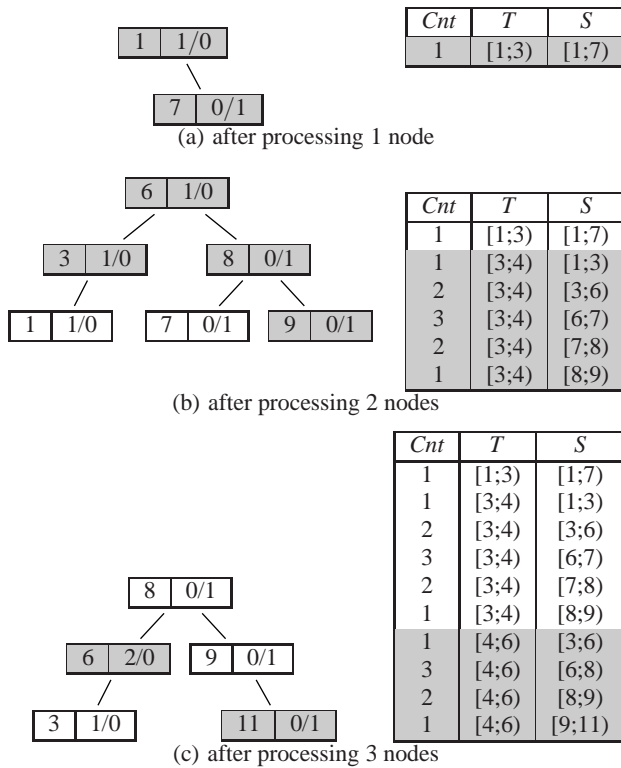 1 1/0
7 0/1
Cnt T S
1 [1;3) [1;7)
(a) after processing 1 node
6 1/0
3 1/0 8 0/1
1 1/0 7 0/1 9 0/1
Cnt T S
1 [1;3) [1;7)
1 [3;4) [1;3)
2 [3;4) [3;6)
3 [3;4) [6;7)
2 [3;4) [7;8)
1 [3;4) [8;9)
(b) after processing 2 nodes
8 0/1
6 2/0 9 0/1
3 1/0 11 0/1
Cnt T S
1 [1;3) [1;7)
1 [3;4) [1;3)
2 [3;4) [3;6)
3 [3;4) [6;7)
2 [3;4) [7;8)
1 [3;4) [8;9)
1 [4;6) [3;6)
3 [4;6) [6;8)
2 [4;6) [8;9)
1 [4;6) [9;11)
(c) after processing 3 nodes